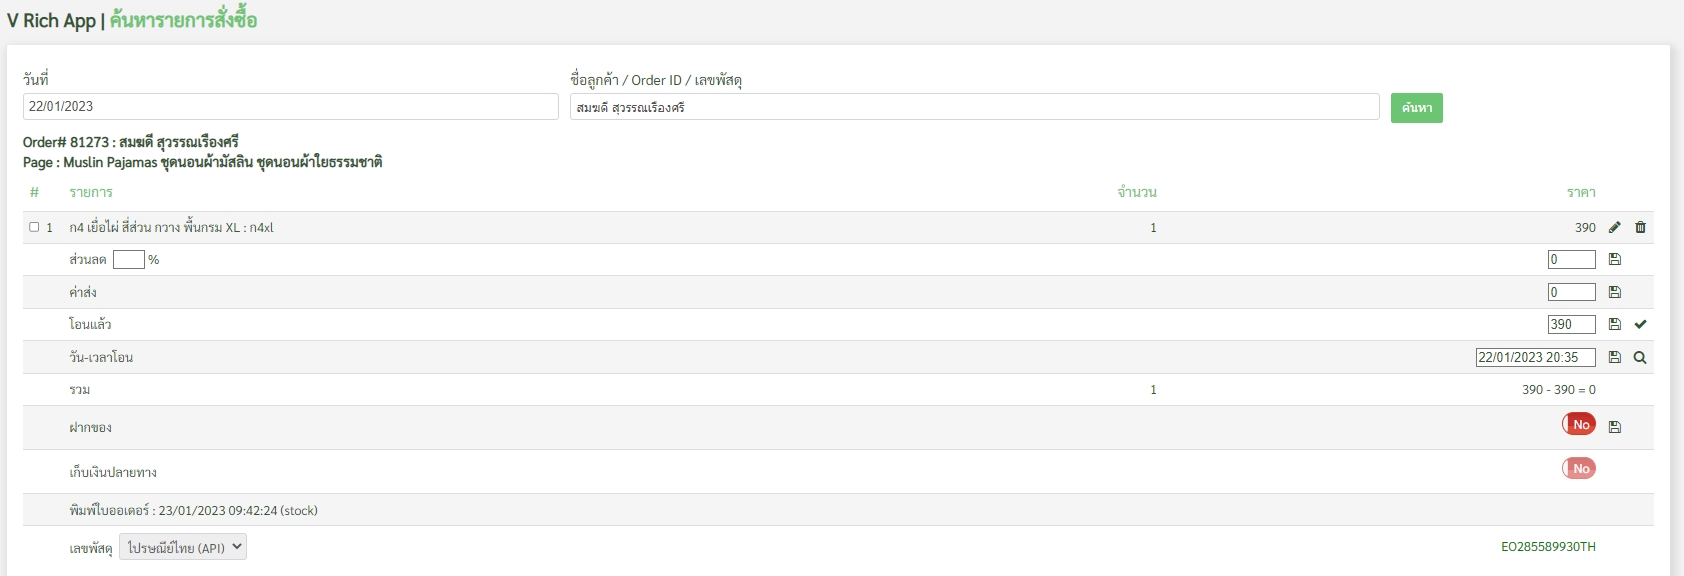 V Rich App | ค้นหารายการสั่งซื้อ
วันที่ ชื่อลูกค้า / Order ID / เลขพัสดุ
22/01/2023 สมฆดี สุวรรณเรืองศรี ค้นหา
Order# 81273 : สมฆดี สุวรรณเรืองศรี
Page : Muslin Pajamas ชุดนอนผ้ามัสลิน ชุดนอนผ้าใยธรรมชาติ
# รายการ จำนวน ราคา
1 ก4 เยื่อไผ่ สี่ส่วน กวาง พื้นกรม XL : ก4xl 1 390
ส่วนลด % 0
ค่าส่ง 0
โอนแล้ว 390
วัน-เวลาโอน 22/01/2023 20:35
รวม 1 390 - 390 = 0
ฝากของ No
เก็บเงินปลายทาง No
พิมพ์ใบออเดอร์ : 23/01/2023 09:42:24 (stock)
เลขพัสดุ ไปรษณีย์ไทย (API) EO285589930TH